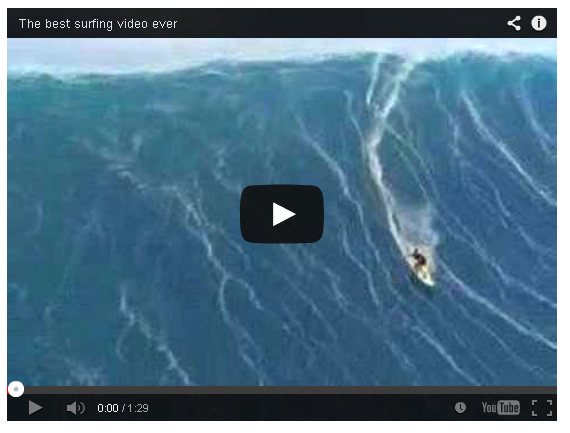 The best surfing video ever
0:00 / 1:29
YouTube